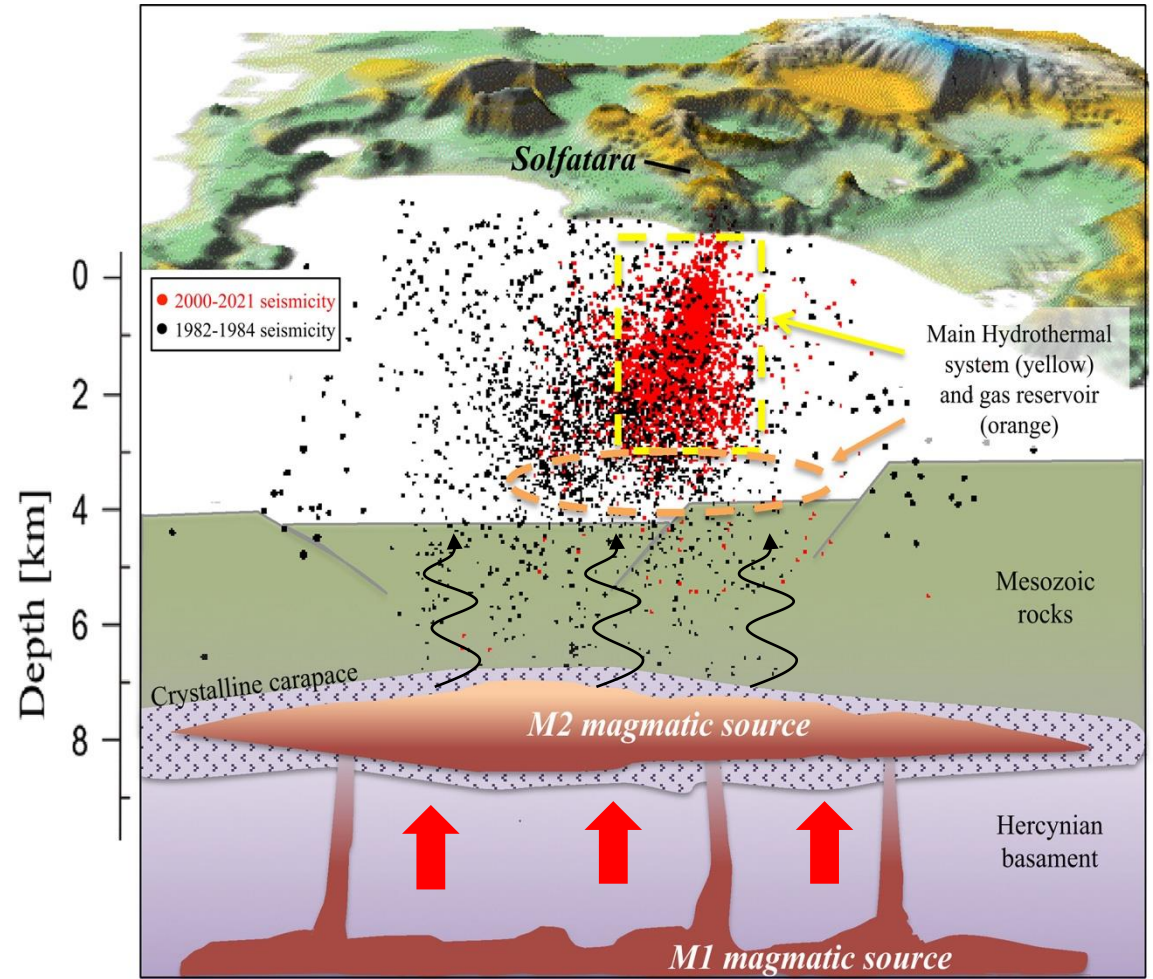 Solfatara
0
2
4
6
8
Depth [km]
2000-2021 seismicity
1982-1984 seismicity
Main Hydrothermal
system (yellow)
and gas reservoir
(orange)
Mesozoic
rocks
Crystalline carapace
M2 magmatic source
Hercynian
basament
M1 magmatic source